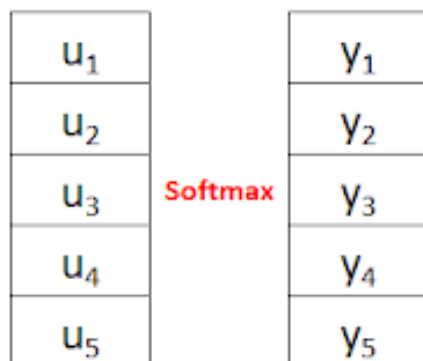 u₁ y₁
u₂ y₂
u₃ Softmax y₃
u₄ y₄
u₅ y₅